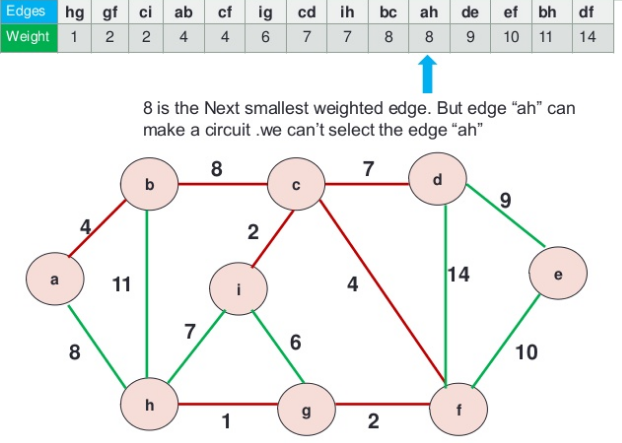 Edges hg gf ci ab cf ig cd ih bc ah de ef bh df
Weight 1 2 2 4 4 6 7 7 8 8 9 10 11 14
8 is the Next smallest weighted edge. But edge “ah” can
make a circuit .we can’t select the edge “ah”
8 7
b c d
9
4 2
a 11 i 4 14 e
7 6
8 10
h g f
1 2